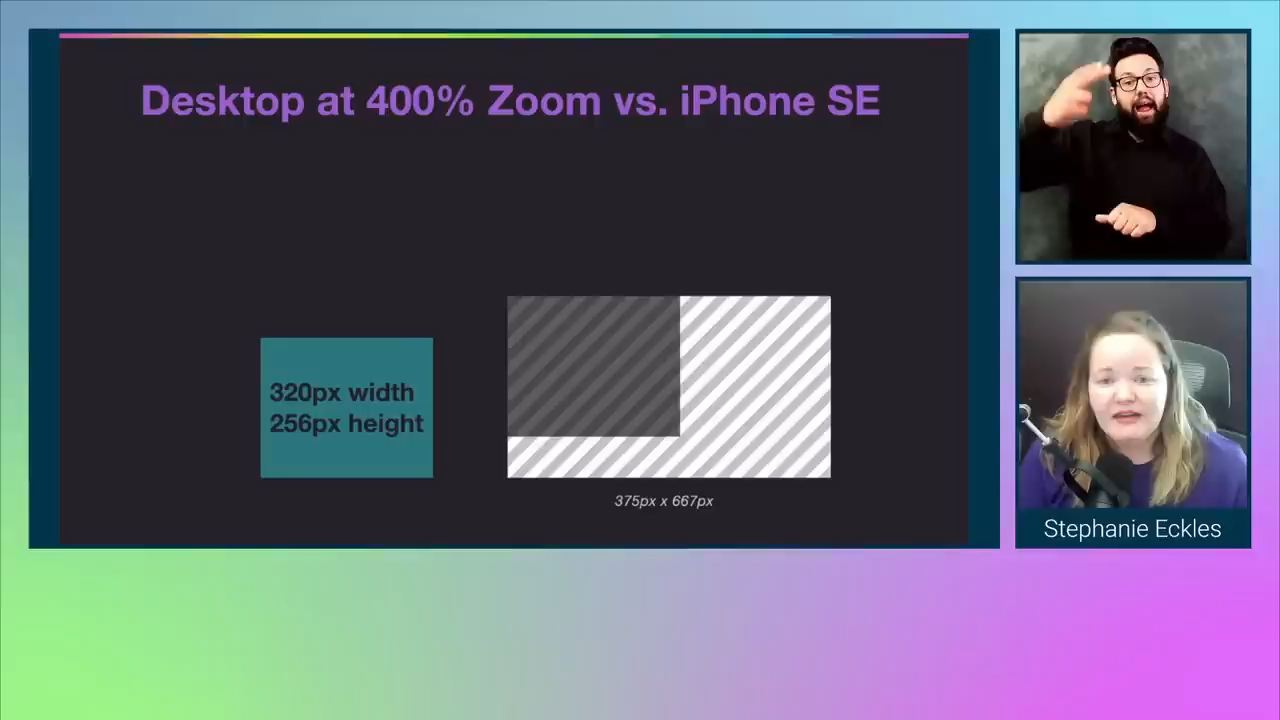 Desktop at 400% Zoom vs. iPhone SE
320px width
256px height
375px x 667px
Stephanie Eckles